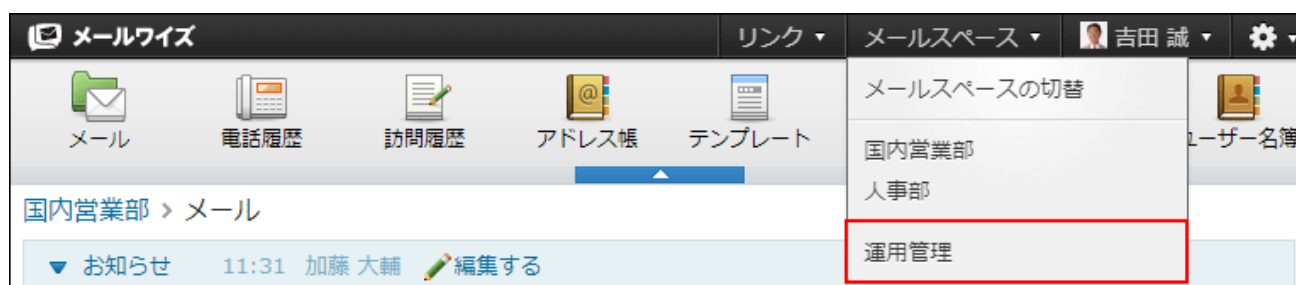 メールワイズ リンク ▼ メールスペース ▼ 吉田 誠 ▼
メールスペースの切替
メール 電話履歴 訪問履歴 アドレス帳 テンプレート ユーザー名簿
国内営業部
人事部
国内営業部 > メール
運用管理
▼ お知らせ 11:31 加藤 大輔 編集する